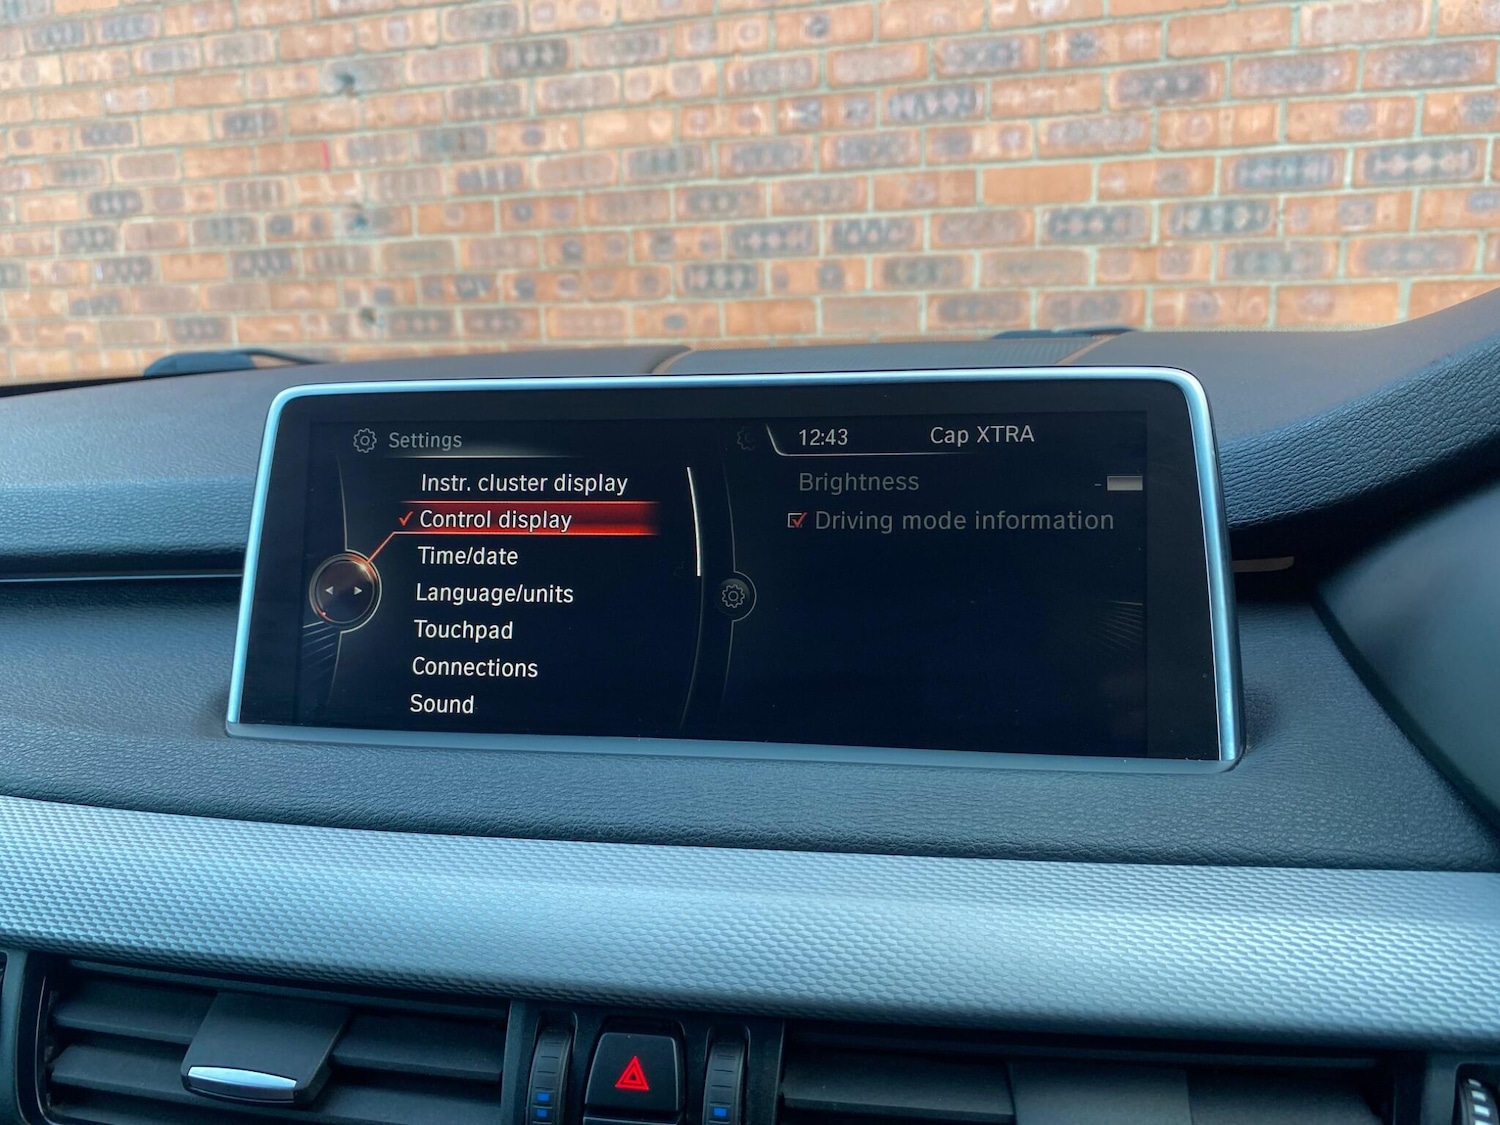 Settings
Instr. cluster display
Control display
Time/date
Language/units
Touchpad
Connections
Sound
12:43 Cap XTRA
Brightness -
Driving mode information